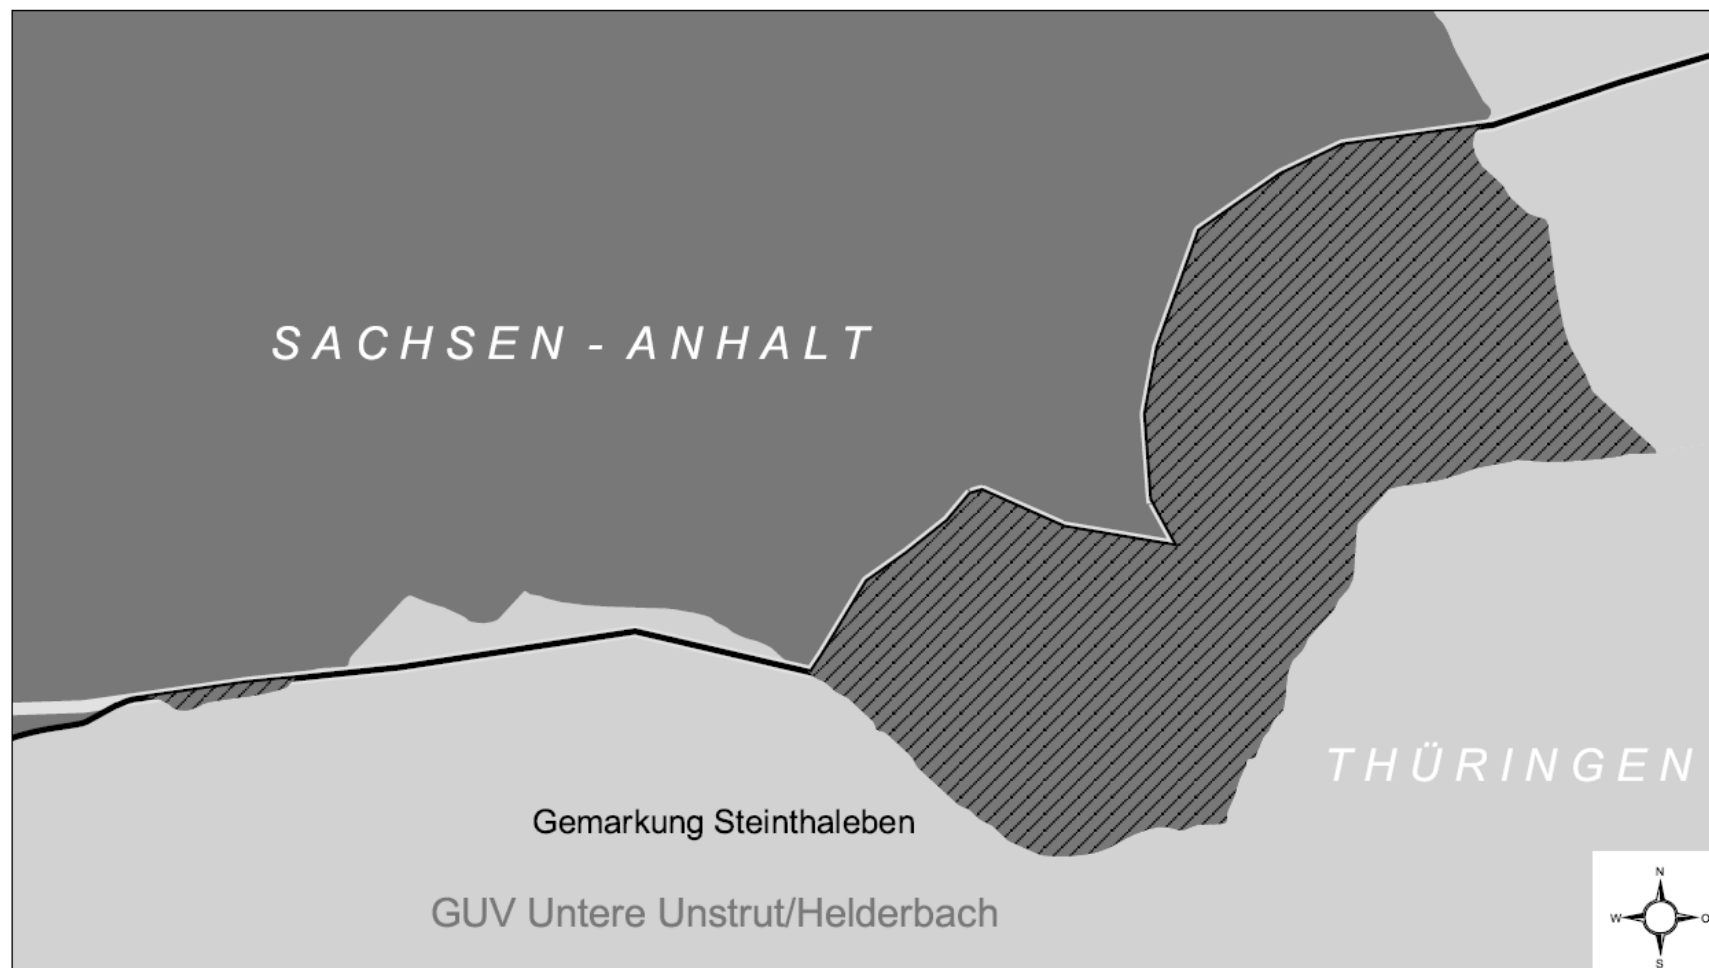 SACHSEN - ANHALT
THÜRINGEN
Gemarkung Steinthaleben
GUV Untere Unstrut/Helderbach
N
W O
S